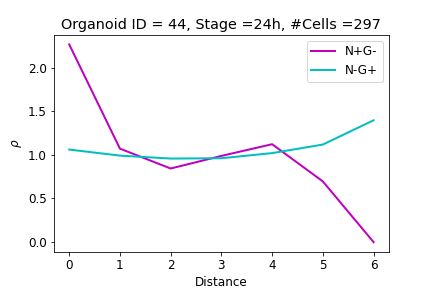 Organoid ID = 44, Stage =24h, #Cells =297
N+G-
N-G+
2.0
1.5
1.0
0.5
0.0
ρ
0 1 2 3 4 5 6
Distance